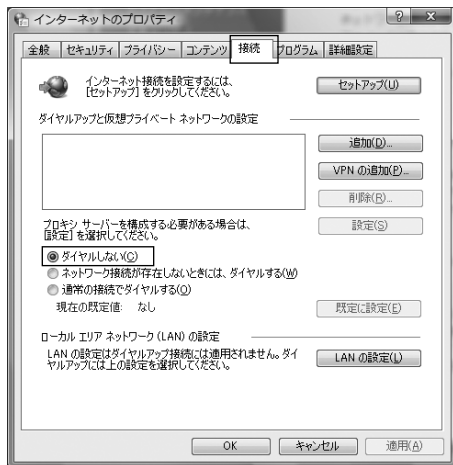 インターネットのプロパティ
全般 セキュリティ プライバシー コンテンツ 接続 プログラム 詳細設定
インターネット接続を設定するには、
[セットアップ] をクリックしてください。
セットアップ(U)
ダイヤルアップと仮想プライベート ネットワークの設定
追加(D)...
VPN の追加(P)...
削除(R)...
プロキシ サーバーを構成する必要がある場合は、
[設定] を選択してください。
設定(S)
ダイヤルしない(C)
ネットワーク接続が存在しないときには、ダイヤルする(W)
通常の接続でダイヤルする(O)
現在の既定値: なし
既定に設定(E)
ローカル エリア ネットワーク (LAN) の設定
LAN の設定はダイヤルアップ接続には適用されません。ダイ
ヤルアップには上の設定を選択してください。
LAN の設定(L)
OK キャンセル 適用(A)